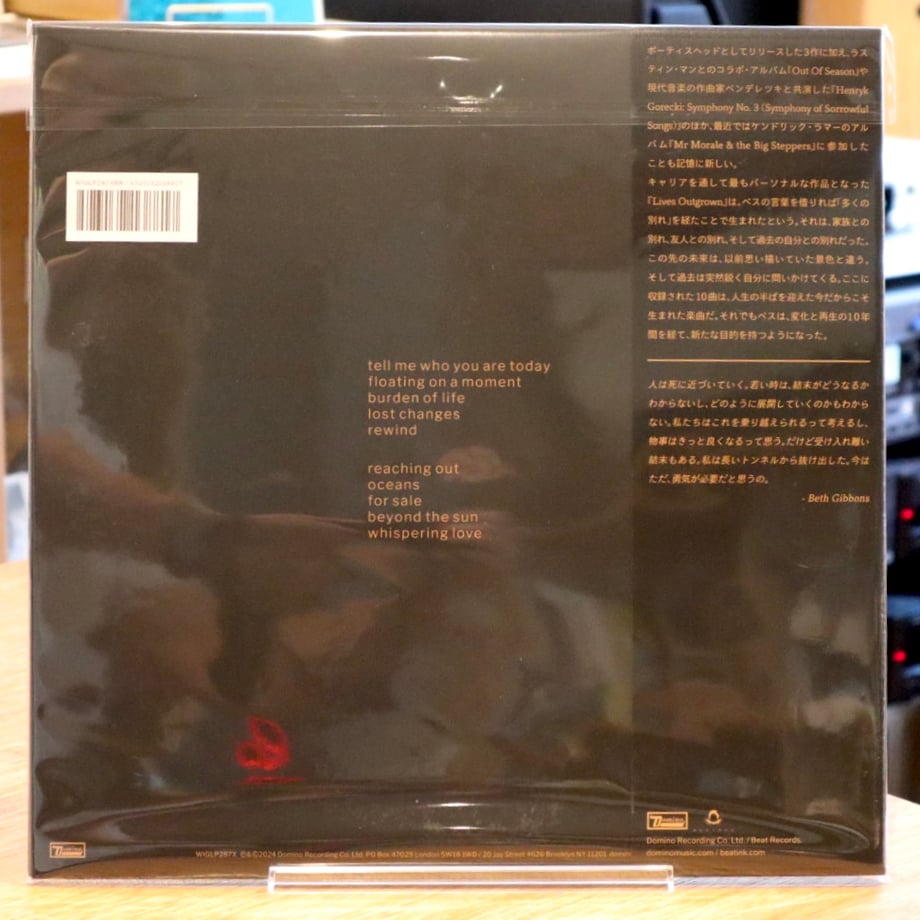 ポーティスヘッドとしてリリースした3作に加え、ラス
ティン・マンとのコラボ・アルバム『Out Of Season』や
現代音楽の作曲家ペンデレツキと共演した『Henryk
Gorecki: Symphony No. 3 (Symphony of Sorrowful
Songs)』のほか、最近ではケンドリック・ラマーのアル
バム『Mr Morale & the Big Steppers』に参加した
ことも記憶に新しい。
キャリアを通して最もパーソナルな作品となった
『Lives Outgrown』は、ベスの言葉を借りれば「多くの
別れ」を経たことで生まれたという。それは、家族との
別れ、友人との別れ、そして過去の自分との別れだった。
この先の未来は、以前思い描いていた景色と違う。
そして過去は突然鋭く自分に問いかけてくる。ここに
収録された10曲は、人生の半ばを迎えた今だからこそ
生まれた楽曲だ。それでもベスは、変化と再生の10年
間を経て、新たな目的を持つようになった。
人は死に近づいていく。若い時は、結末がどうなるか
わからないし、どのように展開していくのかもわから
ない。私たちはこれを乗り越えられるって考えるし、
物事はきっと良くなるって思う。だけど受け入れ難い
結末もある。私は長いトンネルから抜け出した。今は
ただ、勇気が必要だと思うの。
- Beth Gibbons
tell me who you are today
floating on a moment
burden of life
lost changes
rewind
reaching out
oceans
for sale
beyond the sun
whispering love
Domino
Domino Recording Co. Ltd. / Beat Records.
dominomusic.com / beatink.com
Domino
WIGLP287X ℗&©2024 Domino Recording Co. Ltd. PO Box 47029 London SW18 1WD / 20 Jay Street #626 Brooklyn NY 11201